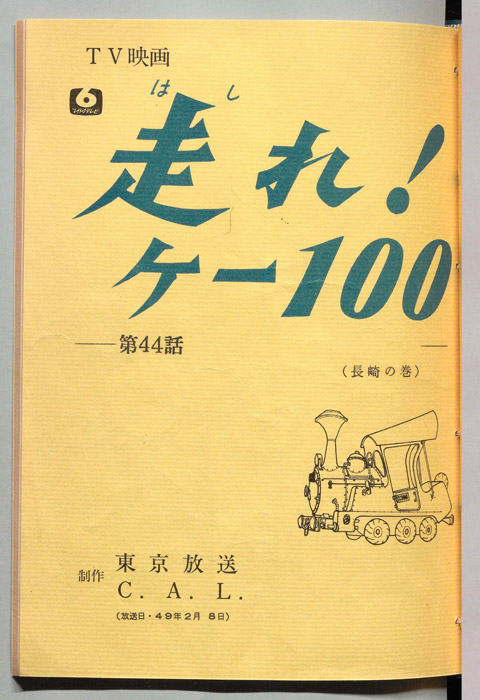 TV映画
6
はし
走れ！
ケー100
第44話
（長崎の巻）
東京放送
制作
C.A.L.
（放送日・49年2月 8日）